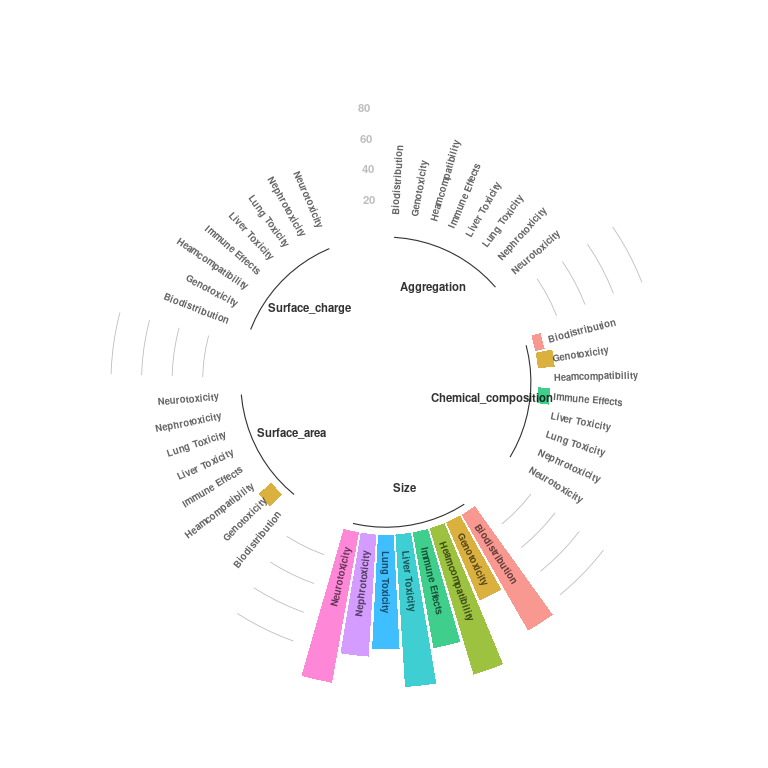 80
60
40
20
Biodistribution
Genotoxicity
Heamcompatibility
Immune Effects
Liver Toxicity
Lung Toxicity
Nephrotoxicity
Neurotoxicity
Aggregation
Biodistribution
Genotoxicity
Heamcompatibility
Immune Effects
Liver Toxicity
Lung Toxicity
Nephrotoxicity
Neurotoxicity
Chemical_composition
Biodistribution
Genotoxicity
Heamcompatibility
Immune Effects
Liver Toxicity
Lung Toxicity
Nephrotoxicity
Neurotoxicity
Size
Biodistribution
Genotoxicity
Heamcompatibility
Immune Effects
Liver Toxicity
Lung Toxicity
Nephrotoxicity
Neurotoxicity
Surface_area
Biodistribution
Genotoxicity
Heamcompatibility
Immune Effects
Liver Toxicity
Lung Toxicity
Nephrotoxicity
Neurotoxicity
Surface_charge